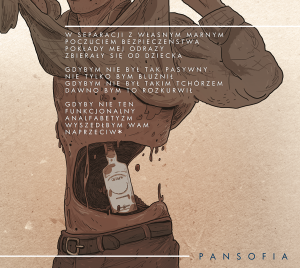 W SEPARACJI Z WŁASNYM MARNYM
POCZUCIEM BEZPIECZEŃSTWA
POKŁADY MEJ ODRAZY
ZBIERAŁY SIĘ OD DZIECKA
GDYBYM NIE BYŁ TAK PASYWNY
NIE TYLKO BYM BLUŹNIŁ
GDYBYM NIE BYŁ TAKIM TCHÓRZEM
DAWNO BYM TO ROZKURWIŁ
GDYBY NIE TEN
FUNKCJONALNY
ANALFABETYZM
WYSZEDŁBYM WAM
NAPRZECIW*
PANSOFIA